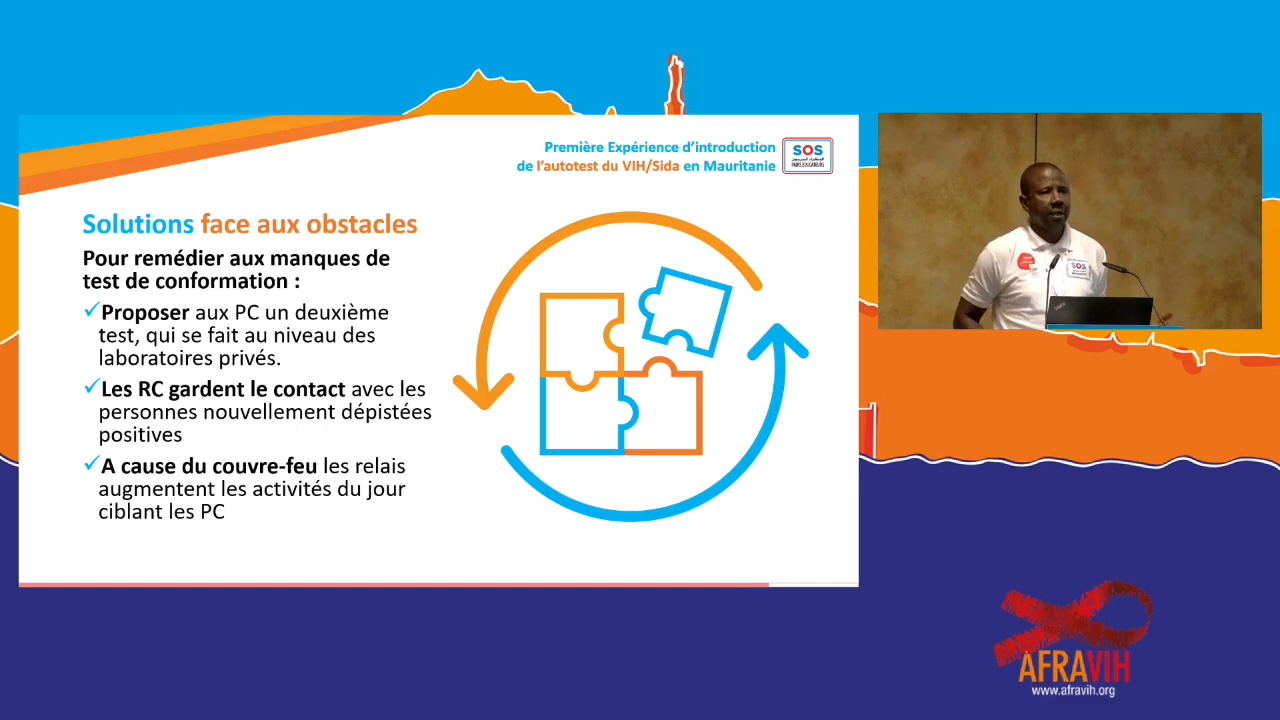 Première Expérience d’introduction
de l’autotest du VIH/Sida en Mauritanie
SOS
PAIRS EDUCATEURS
Solutions face aux obstacles
Pour remédier aux manques de
test de conformation :
✓Proposer aux PC un deuxième
test, qui se fait au niveau des
laboratoires privés.
✓Les RC gardent le contact avec les
personnes nouvellement dépistées
positives
✓A cause du couvre-feu les relais
augmentent les activités du jour
ciblant les PC
SOS
AFRAVIH
www.afravih.org